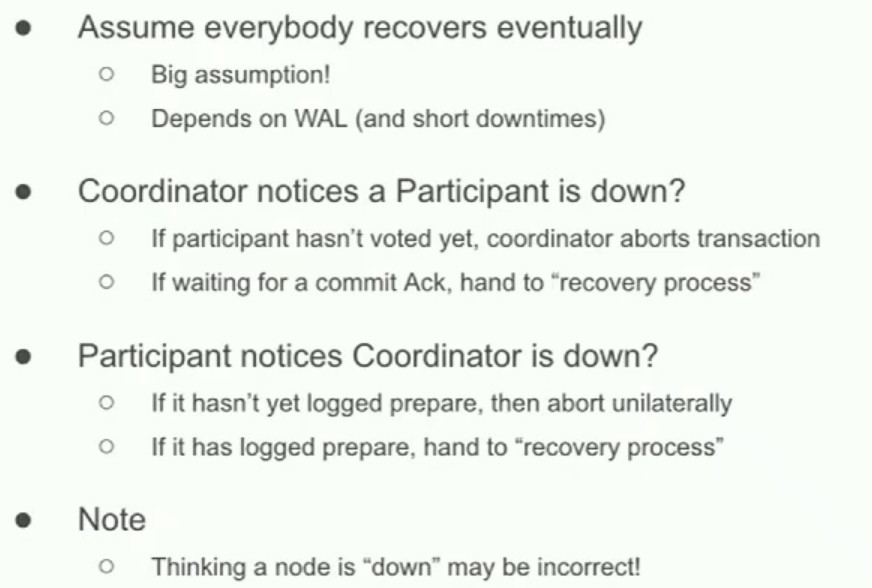 ● Assume everybody recovers eventually
○ Big assumption!
○ Depends on WAL (and short downtimes)
● Coordinator notices a Participant is down?
○ If participant hasn’t voted yet, coordinator aborts transaction
○ If waiting for a commit Ack, hand to “recovery process”
● Participant notices Coordinator is down?
○ If it hasn’t yet logged prepare, then abort unilaterally
○ If it has logged prepare, hand to “recovery process”
● Note
○ Thinking a node is “down” may be incorrect!